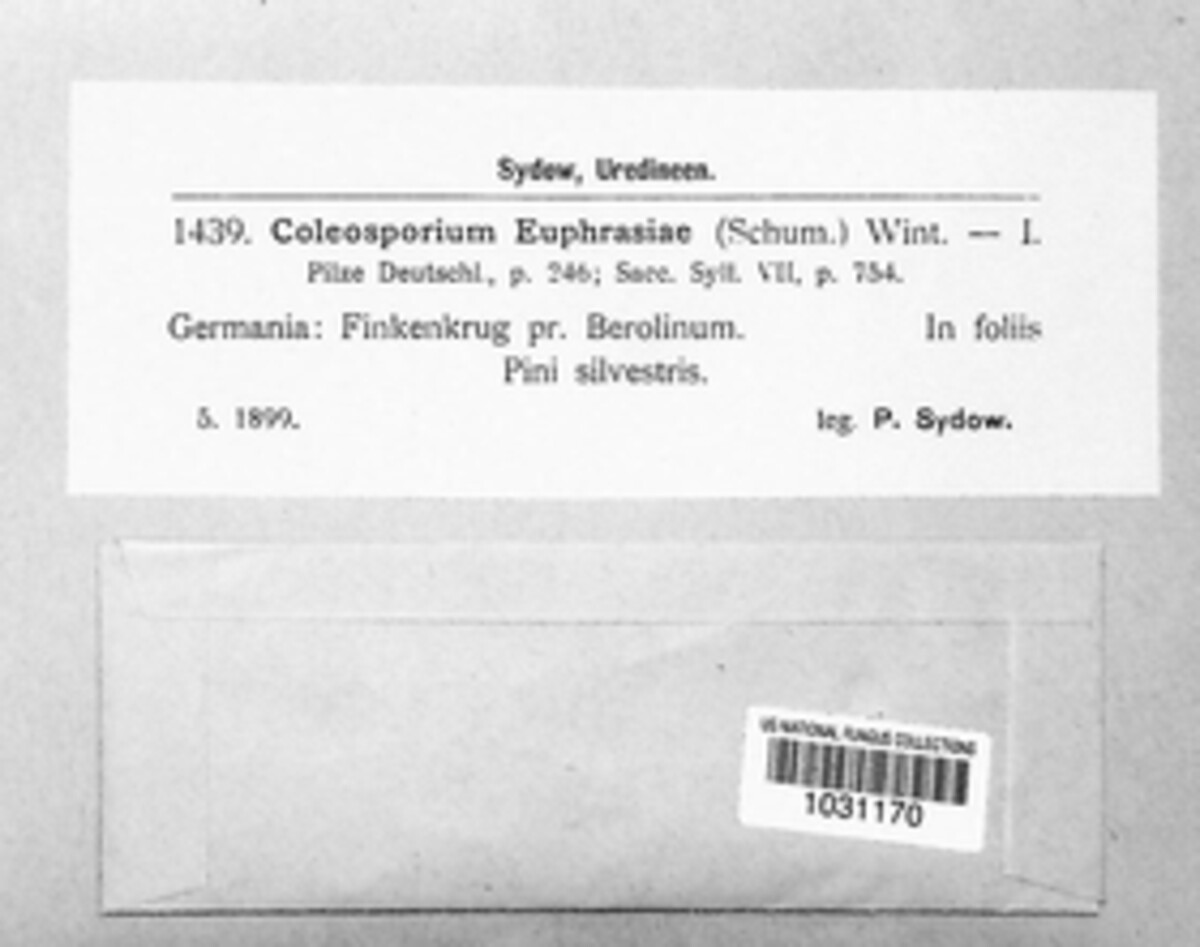 Sydow, Uredineen.
1439. Coleosporium Euphrasiae (Schum.) Wint. — I.
Pilze Deutschl., p. 246; Sacc. Syll. VII, p. 754.
Germania: Finkenkrug pr. Berolinum. In foliis
Pini silvestris.
5. 1899. leg. P. Sydow.
US NATIONAL FUNGUS COLLECTIONS
1031170